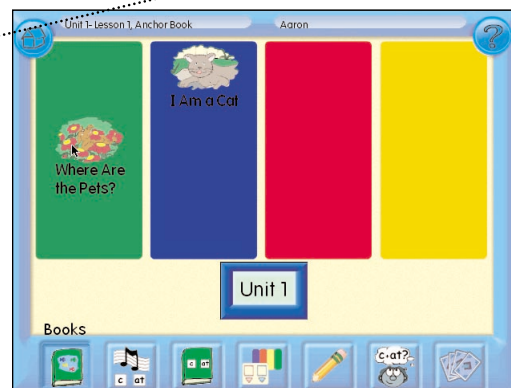 Unit 1- Lesson 1, Anchor Book
Aaron
?
I Am a Cat
Where Are
the Pets?
Unit 1
Books
c at
c at
c•at?